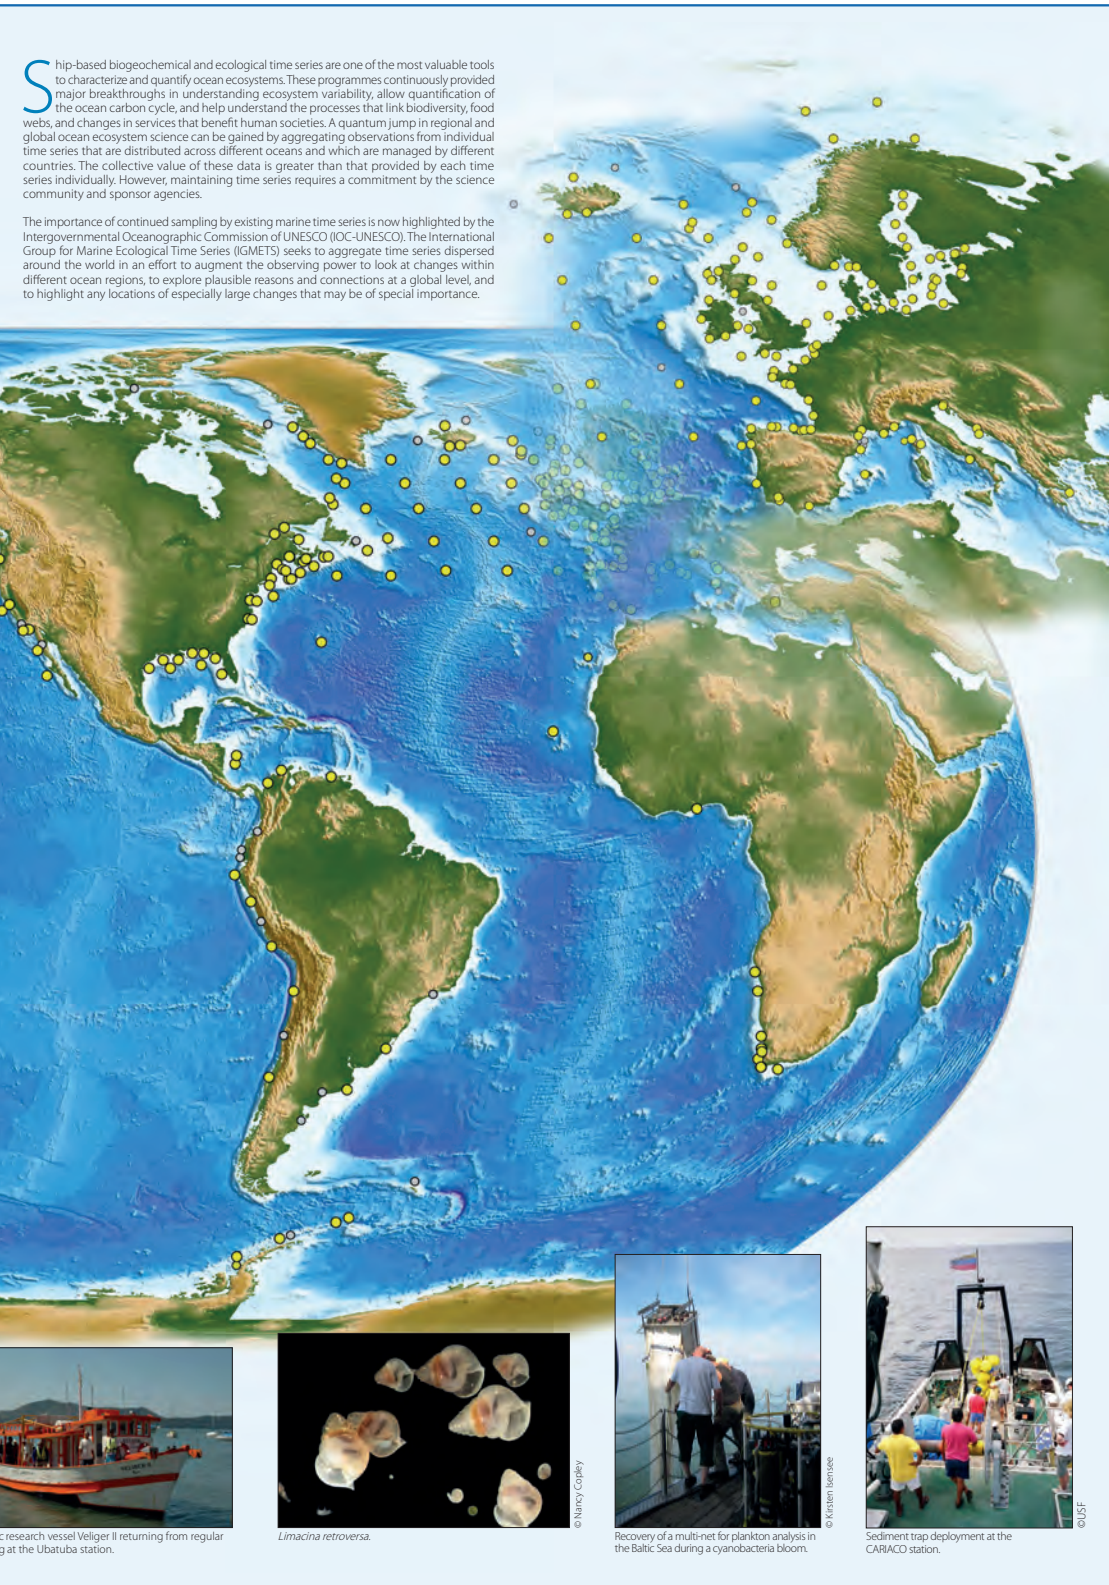 Ship-based biogeochemical and ecological time series are one of the most valuable tools
to characterize and quantify ocean ecosystems. These programmes continuously provided
major breakthroughs in understanding ecosystem variability, allow quantification of
the ocean carbon cycle, and help understand the processes that link biodiversity, food
webs, and changes in services that benefit human societies. A quantum jump in regional and
global ocean ecosystem science can be gained by aggregating observations from individual
time series that are distributed across different oceans and which are managed by different
countries. The collective value of these data is greater than that provided by each time
series individually. However, maintaining time series requires a commitment by the science
community and sponsor agencies.
The importance of continued sampling by existing marine time series is now highlighted by the
Intergovernmental Oceanographic Commission of UNESCO (IOC-UNESCO). The International
Group for Marine Ecological Time Series (IGMETS) seeks to aggregate time series dispersed
around the world in an effort to augment the observing power to look at changes within
different ocean regions, to explore plausible reasons and connections at a global level, and
to highlight any locations of especially large changes that may be of special importance.
c research vessel Veliger II returning from regular
g at the Ubatuba station.
Limacina retroversa.
© Nancy Copley
Recovery of a multi-net for plankton analysis in
the Baltic Sea during a cyanobacteria bloom.
© Kirsten Isensee
Sediment trap deployment at the
CARIACO station.
©USF